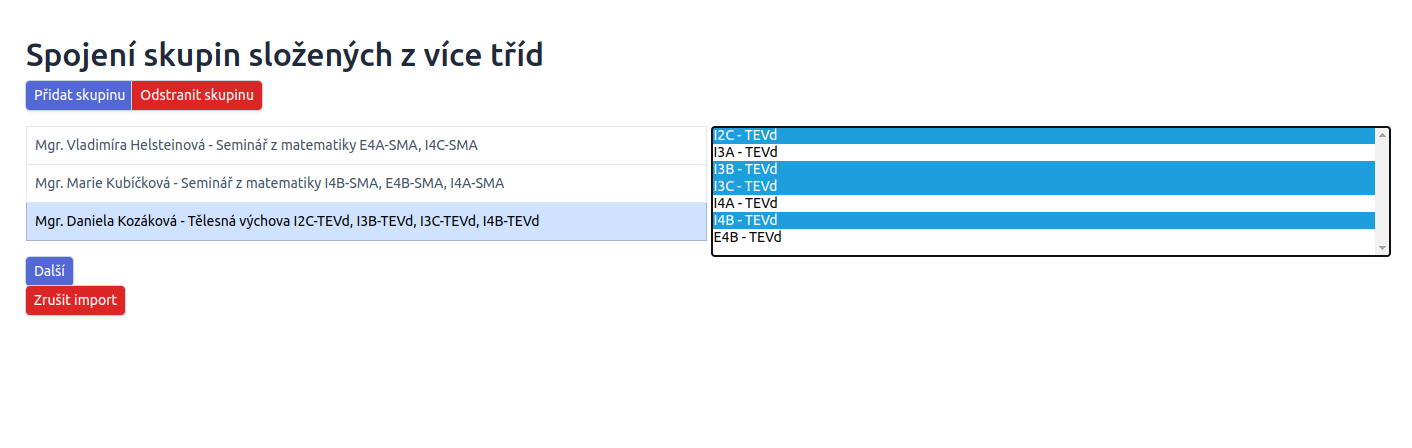 Spojení skupin složených z více tříd
Přidat skupinu Odstranit skupinu
Mgr. Vladimíra Helsteinová - Seminář z matematiky E4A-SMA, I4C-SMA
Mgr. Marie Kubíčková - Seminář z matematiky I4B-SMA, E4B-SMA, I4A-SMA
Mgr. Daniela Kozáková - Tělesná výchova I2C-TEVd, I3B-TEVd, I3C-TEVd, I4B-TEVd
I2C - TEVd
I3A - TEVd
I3B - TEVd
I3C - TEVd
I4A - TEVd
I4B - TEVd
E4B - TEVd
Další
Zrušit import